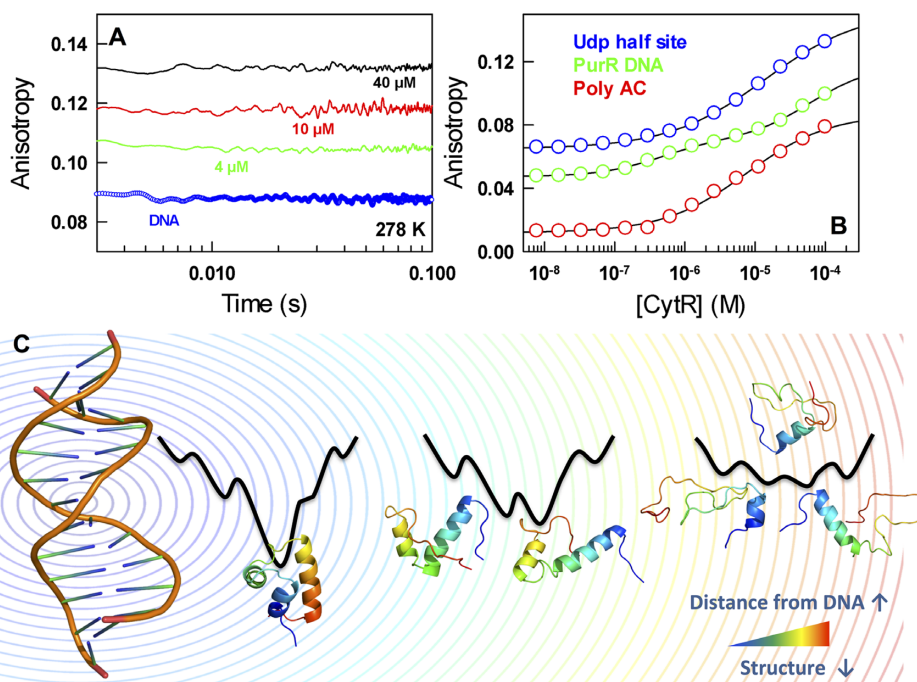 A
Anisotropy
0.14
0.12
0.10
0.08
40 µM
10 µM
4 µM
DNA
278 K
0.010
0.100
Time (s)
B
Anisotropy
0.12
0.08
0.04
0.00
Udp half site
PurR DNA
Poly AC
10⁻⁸
10⁻⁷
10⁻⁶
10⁻⁵
10⁻⁴
[CytR] (M)
C
Distance from DNA ↑
Structure ↓